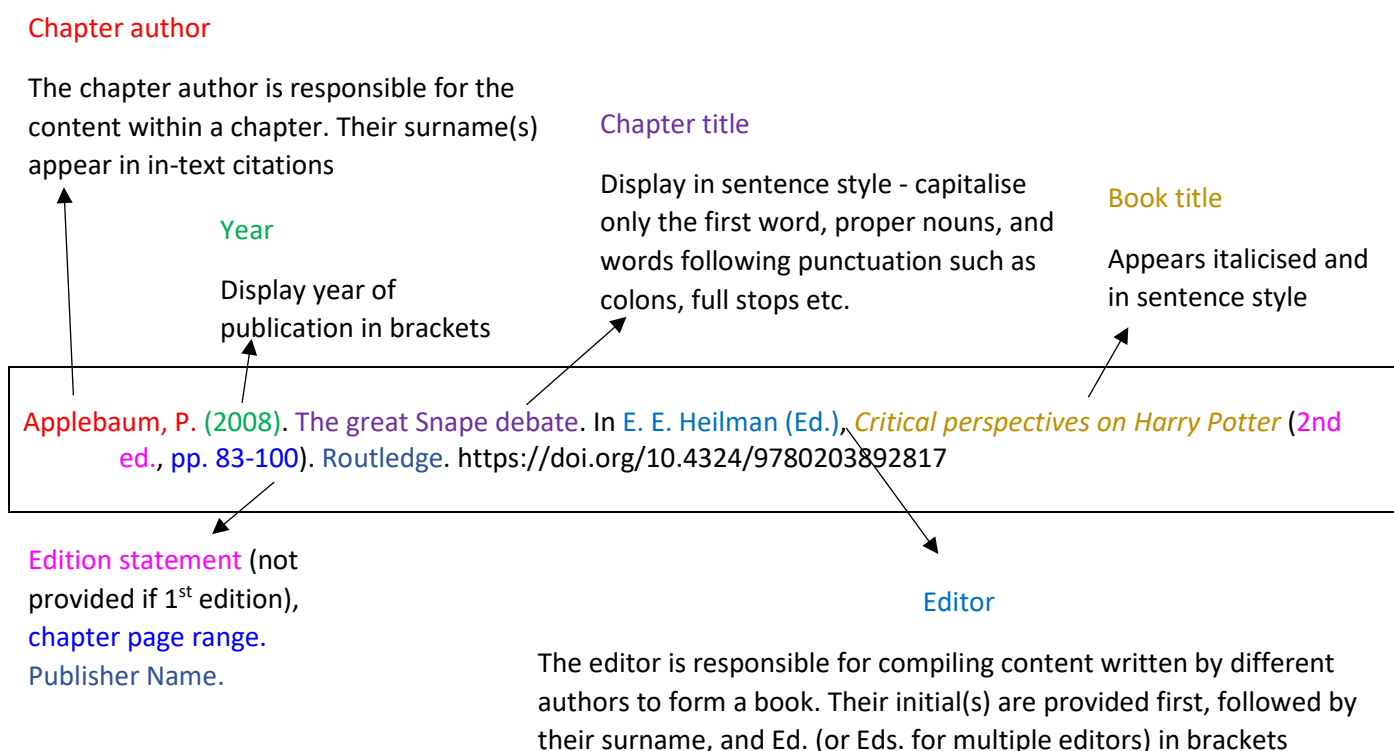 Chapter author
The chapter author is responsible for the
content within a chapter. Their surname(s)
appear in in-text citations
Year
Display year of
publication in brackets
Chapter title
Display in sentence style - capitalise
only the first word, proper nouns, and
words following punctuation such as
colons, full stops etc.
Book title
Appears italicised and
in sentence style
Applebaum, P. (2008). The great Snape debate. In E. E. Heilman (Ed.), Critical perspectives on Harry Potter (2nd
ed., pp. 83-100). Routledge. https://doi.org/10.4324/9780203892817
Edition statement (not
provided if 1st edition),
chapter page range.
Publisher Name.
Editor
The editor is responsible for compiling content written by different
authors to form a book. Their initial(s) are provided first, followed by
their surname, and Ed. (or Eds. for multiple editors) in brackets